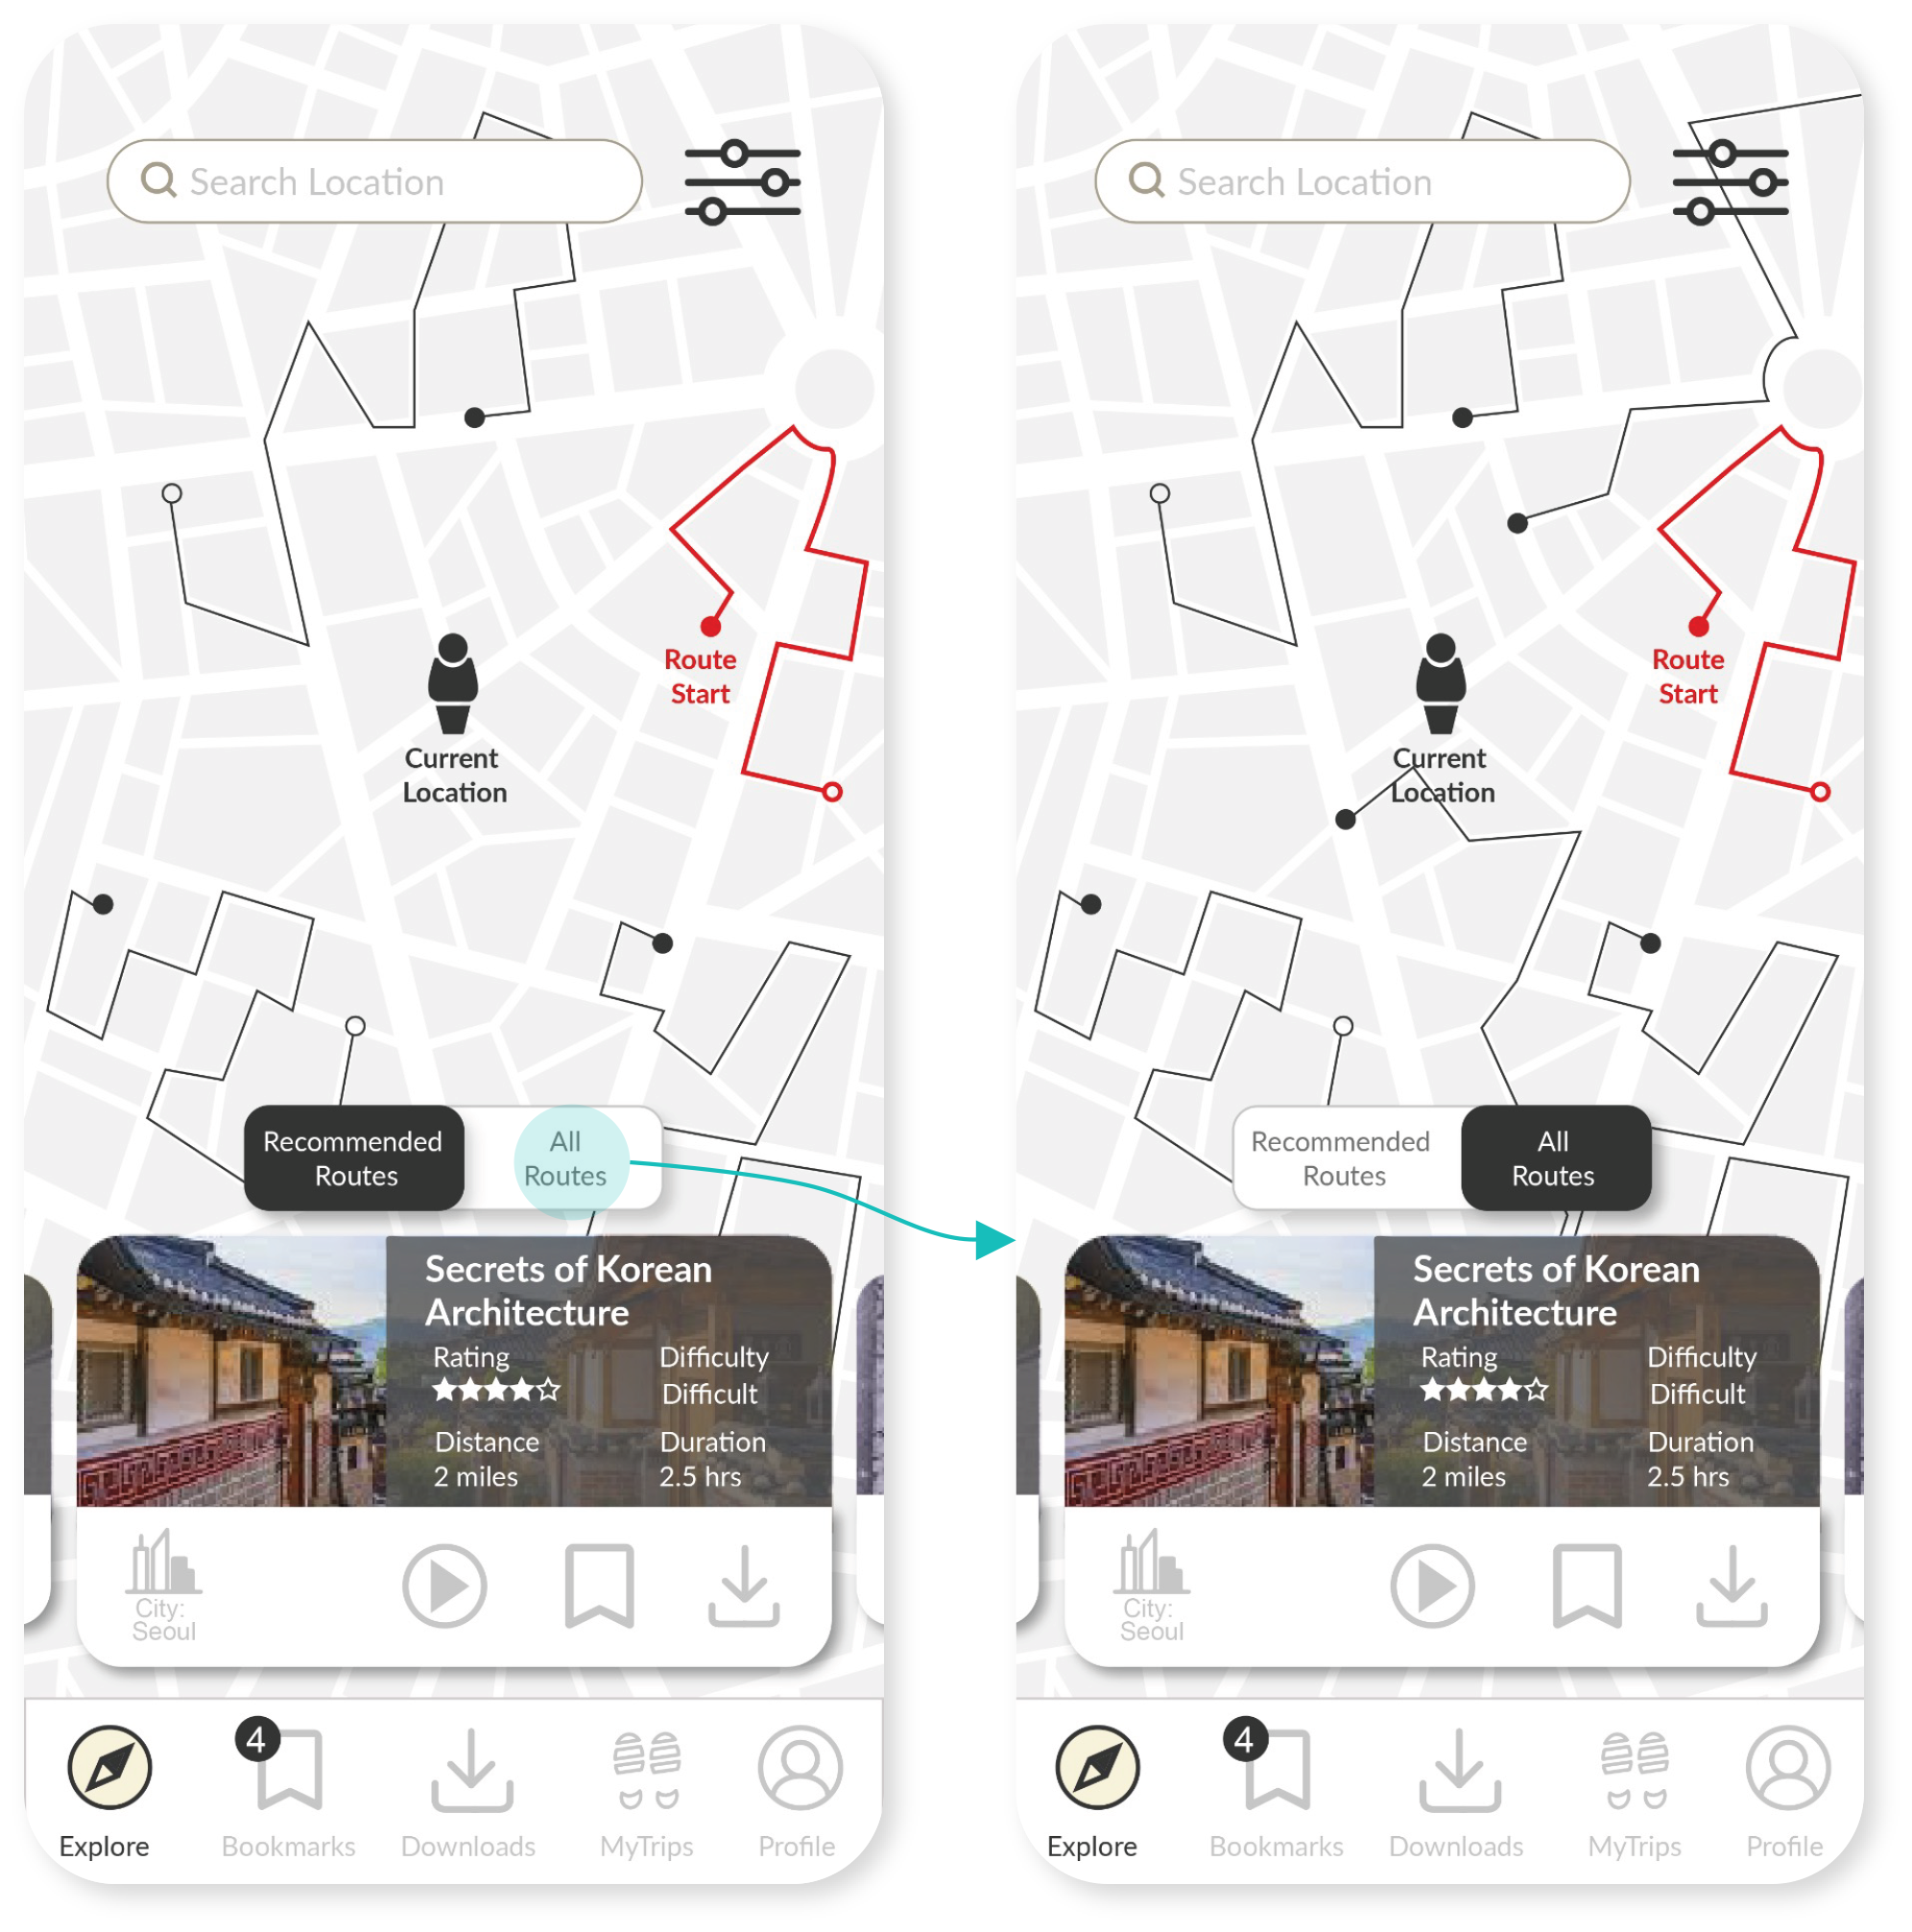 Search Location
Route
Start
Current
Location
Recommended
Routes
All
Routes
Secrets of Korean
Architecture
Rating
Difficulty
Difficult
Distance
2 miles
Duration
2.5 hrs
City:
Seoul
4
Explore
Bookmarks
Downloads
MyTrips
Profile
Search Location
Route
Start
Current
Location
Recommended
Routes
All
Routes
Secrets of Korean
Architecture
Rating
Difficulty
Difficult
Distance
2 miles
Duration
2.5 hrs
City:
Seoul
4
Explore
Bookmarks
Downloads
MyTrips
Profile